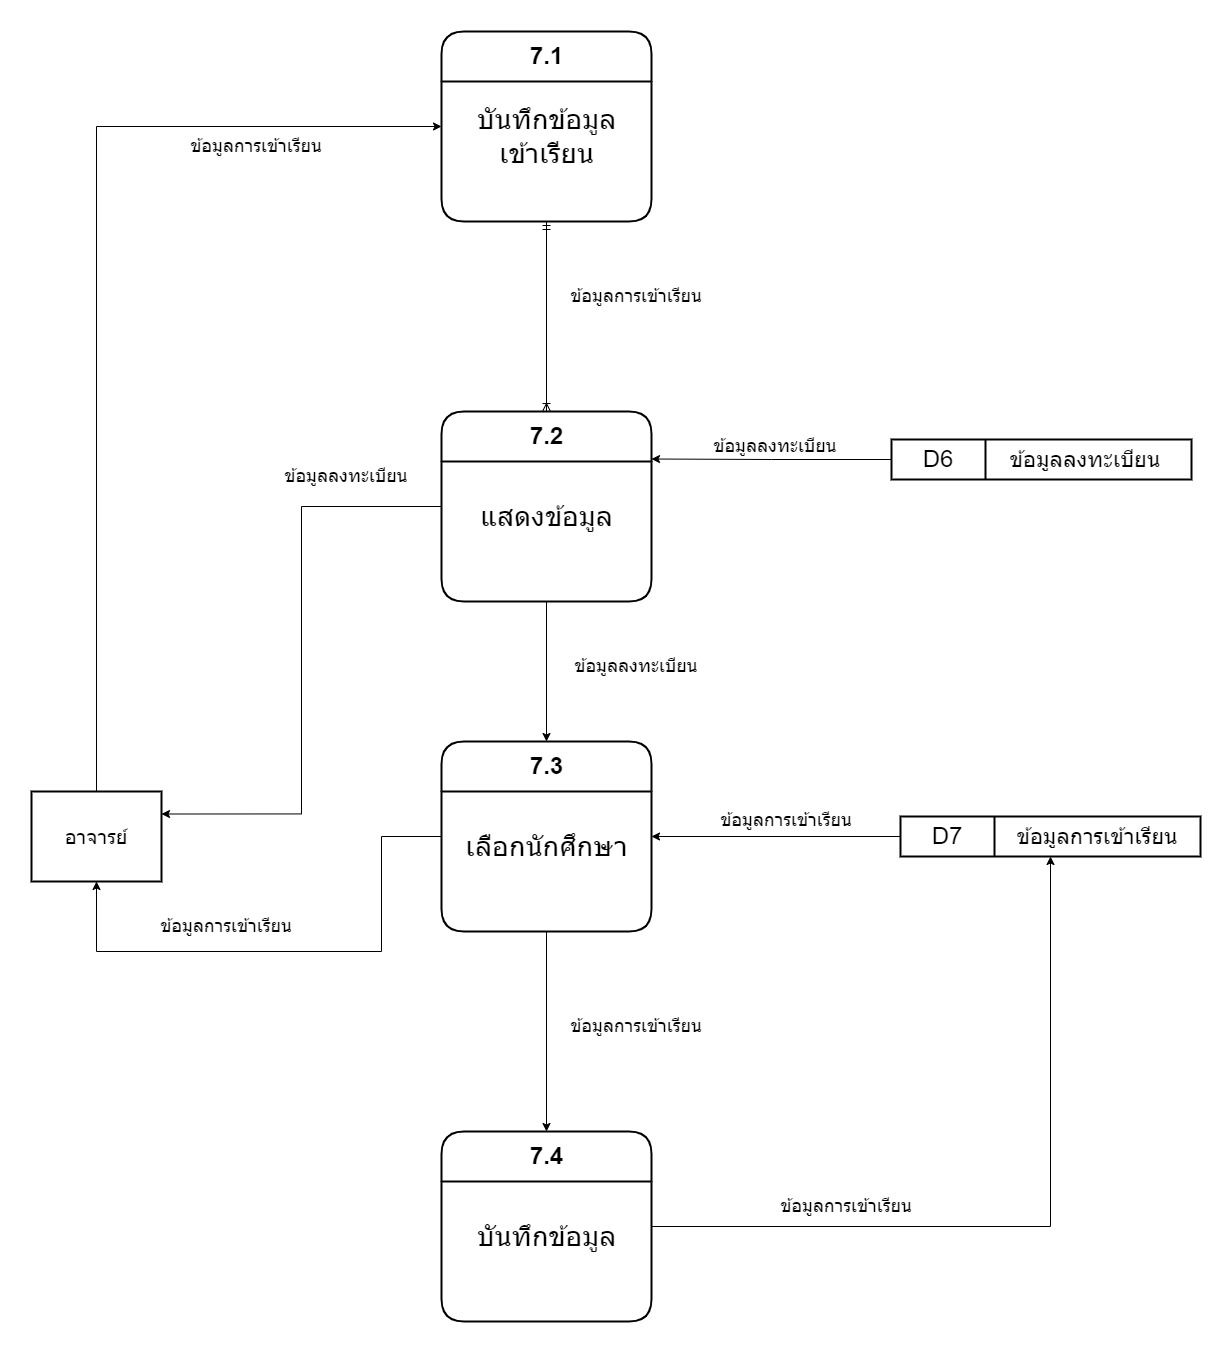 7.1
บันทึกข้อมูล
เข้าเรียน
ข้อมูลการเข้าเรียน
ข้อมูลการเข้าเรียน
7.2
แสดงข้อมูล
ข้อมูลลงทะเบียน
D6 ข้อมูลลงทะเบียน
ข้อมูลลงทะเบียน
ข้อมูลลงทะเบียน
7.3
เลือกนักศึกษา
ข้อมูลการเข้าเรียน
D7 ข้อมูลการเข้าเรียน
อาจารย์
ข้อมูลการเข้าเรียน
ข้อมูลการเข้าเรียน
7.4
บันทึกข้อมูล
ข้อมูลการเข้าเรียน